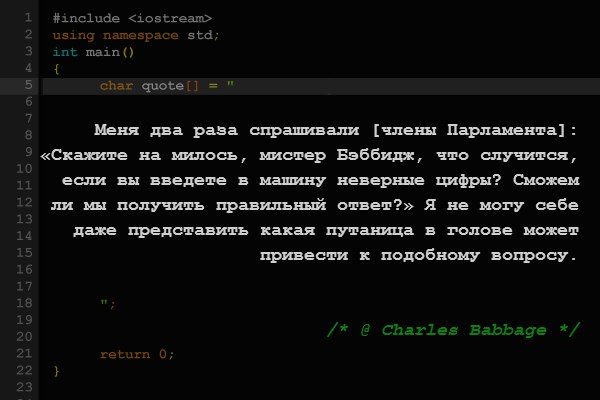 1 #include <iostream>
2 using namespace std;
3 int main()
4 {
5 char quote[] = "
6
7
8 Меня два раза спрашивали [члены Парламента]:
9 «Скажите на милось, мистер Бэббидж, что случится,
10
11 если вы введете в машину неверные цифры? Сможем
12 ли мы получить правильный ответ?» Я не могу себе
13
14 даже представить какая путаница в голове может
15 привести к подобному вопросу.
16
17
18 ";
19
20 /* @ Charles Babbage */
21 return 0;
22 }
23